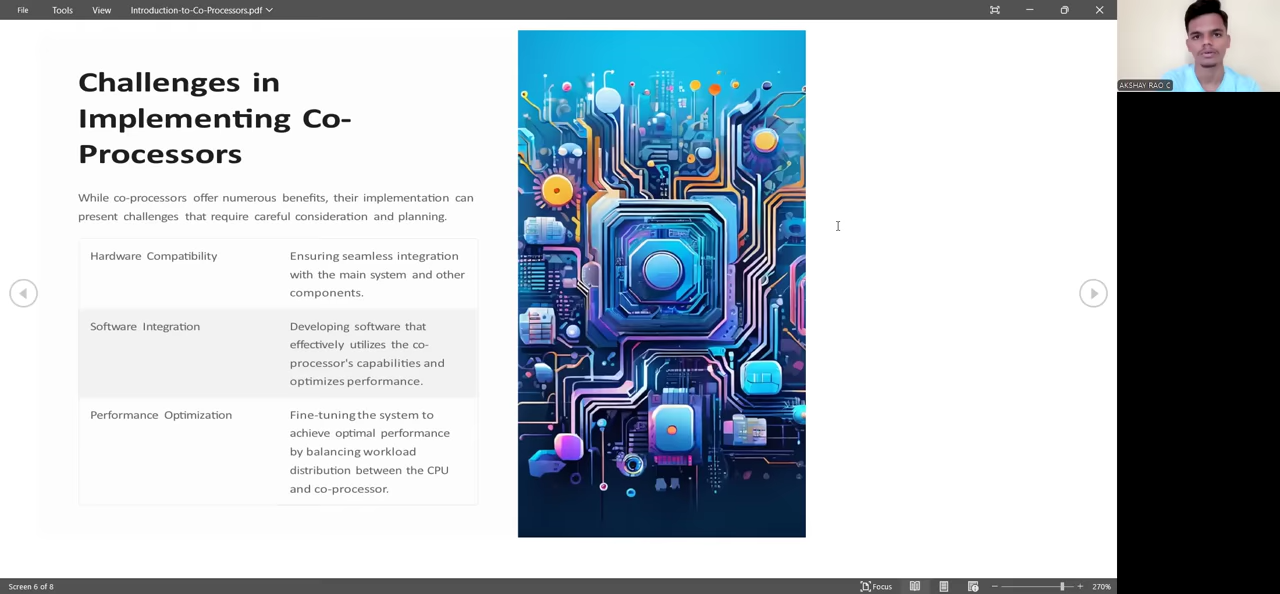 File Tools View Introduction-to-Co-Processors.pdf
AKSHAY RAO C
Challenges in
Implementing Co-
Processors
While co-processors offer numerous benefits, their implementation can
present challenges that require careful consideration and planning.
Hardware Compatibility
Ensuring seamless integration
with the main system and other
components.
Software Integration
Developing software that
effectively utilizes the co-
processor's capabilities and
optimizes performance.
Performance Optimization
Fine-tuning the system to
achieve optimal performance
by balancing workload
distribution between the CPU
and co-processor.
Screen 6 of 8 Focus 270%